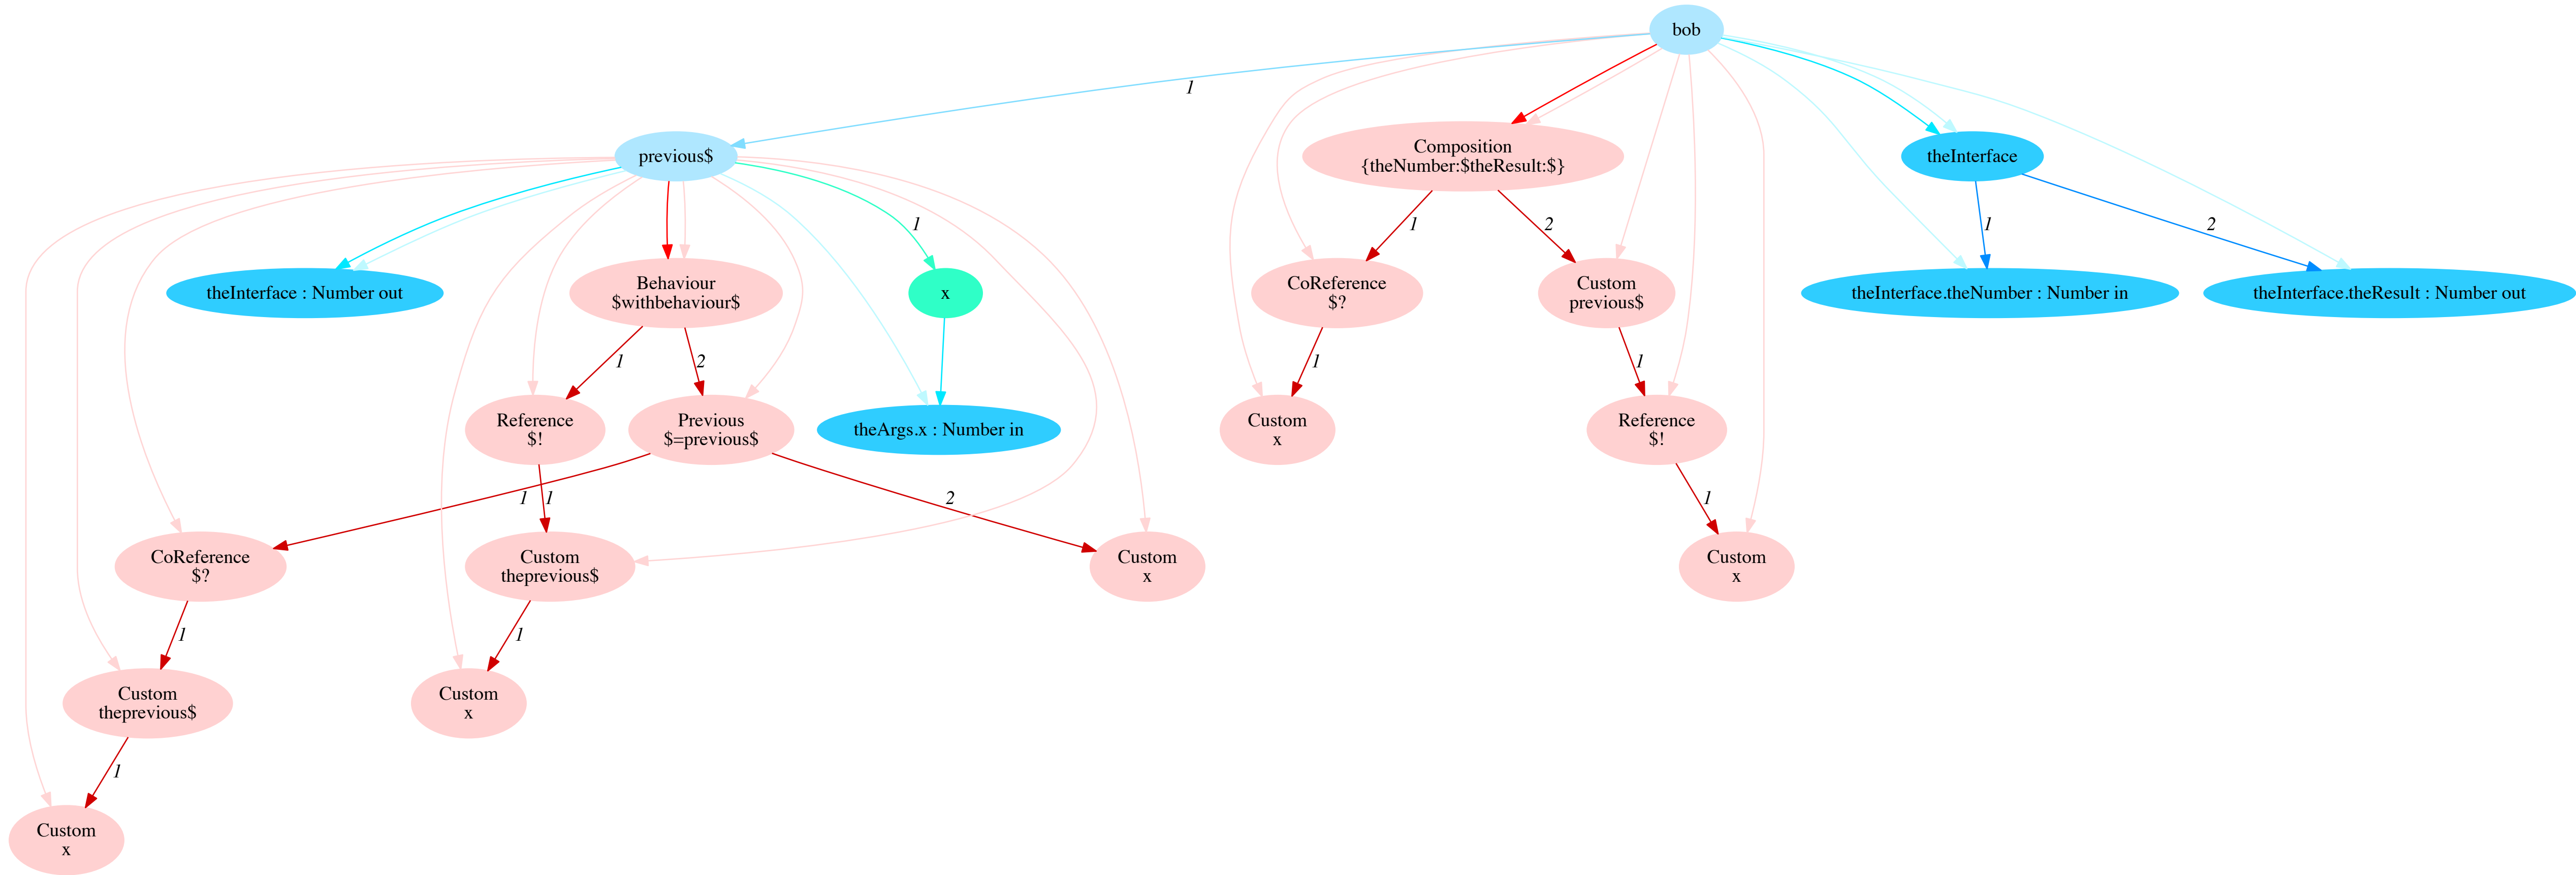 bob
1
previous$
Composition
{theNumber:$theResult:$}
theInterface
1
1
2
1
2
theInterface : Number out
Behaviour
$withbehaviour$
x
CoReference
$?
Custom
previous$
theInterface.theNumber : Number in
theInterface.theResult : Number out
1
2
1
1
Reference
$!
Previous
$=previous$
theArgs.x : Number in
Custom
x
Reference
$!
1
1
2
1
CoReference
$?
Custom
theprevious$
Custom
x
Custom
x
1
1
Custom
theprevious$
Custom
x
1
Custom
x